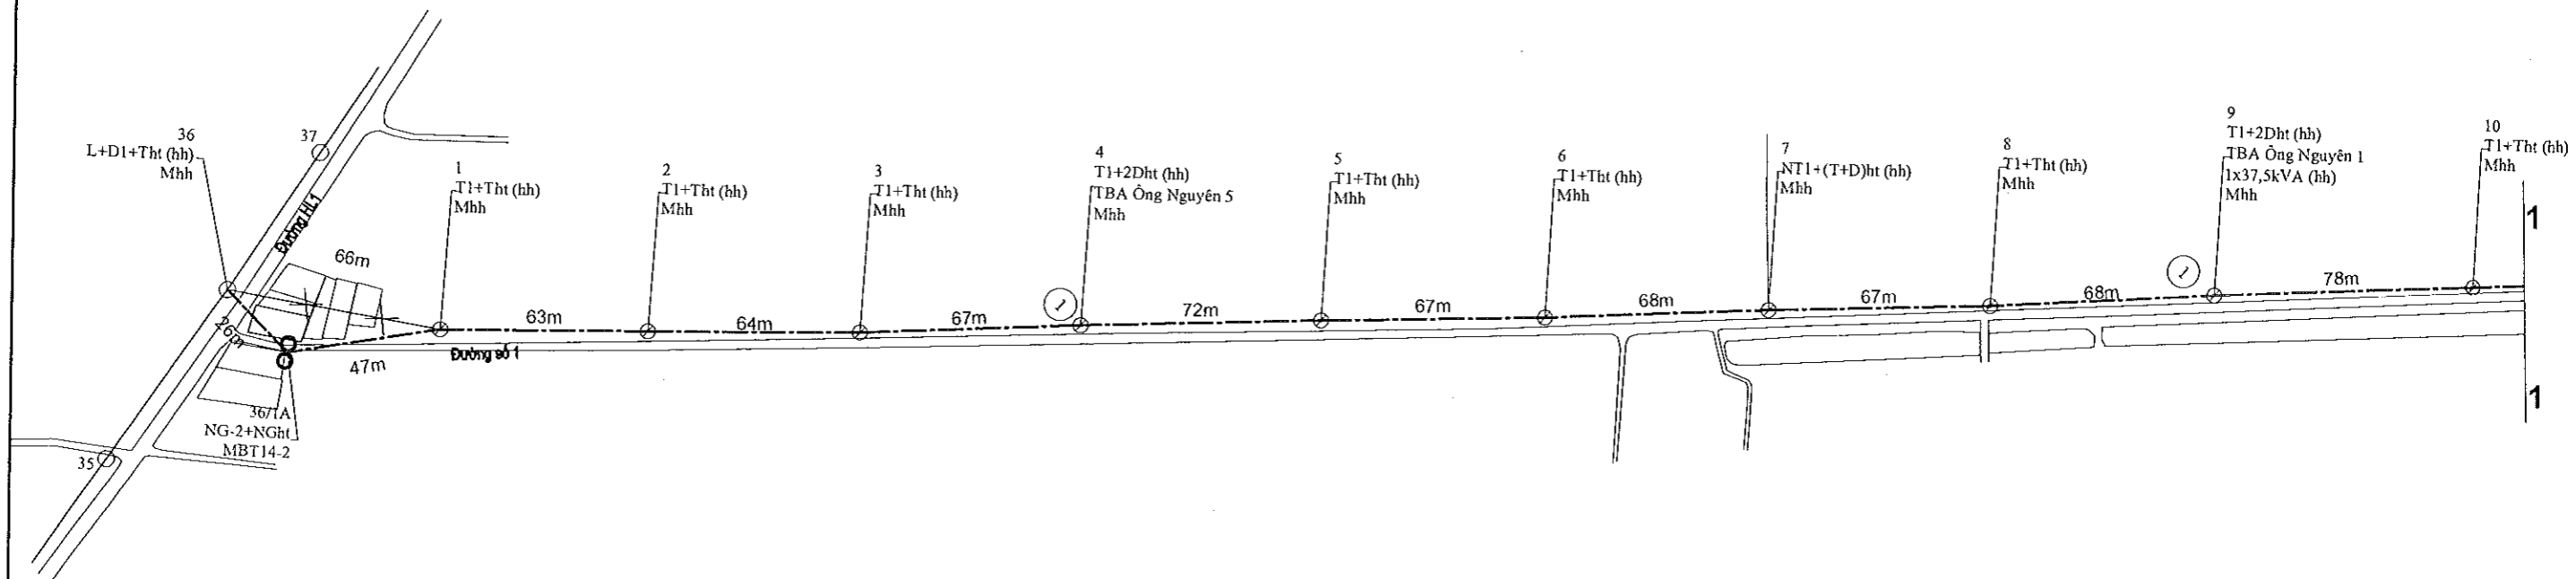 36
L+D1+Tht (hh)
Mhh
37
Đường HL1
66m
26m
35
36/1A
NG-2+NGht
MBT14-2
47m
Đường số 1
1
T1+Tht (hh)
Mhh
63m
2
T1+Tht (hh)
Mhh
64m
3
T1+Tht (hh)
Mhh
67m
1
4
T1+2Dht (hh)
TBA Ông Nguyên 5
Mhh
72m
5
T1+Tht (hh)
Mhh
67m
6
T1+Tht (hh)
Mhh
68m
7
NT1+(T+D)ht (hh)
Mhh
67m
8
T1+Tht (hh)
Mhh
68m
1
9
T1+2Dht (hh)
TBA Ông Nguyên 1
1x37,5kVA (hh)
Mhh
78m
10
T1+Tht (hh)
Mhh
1
1